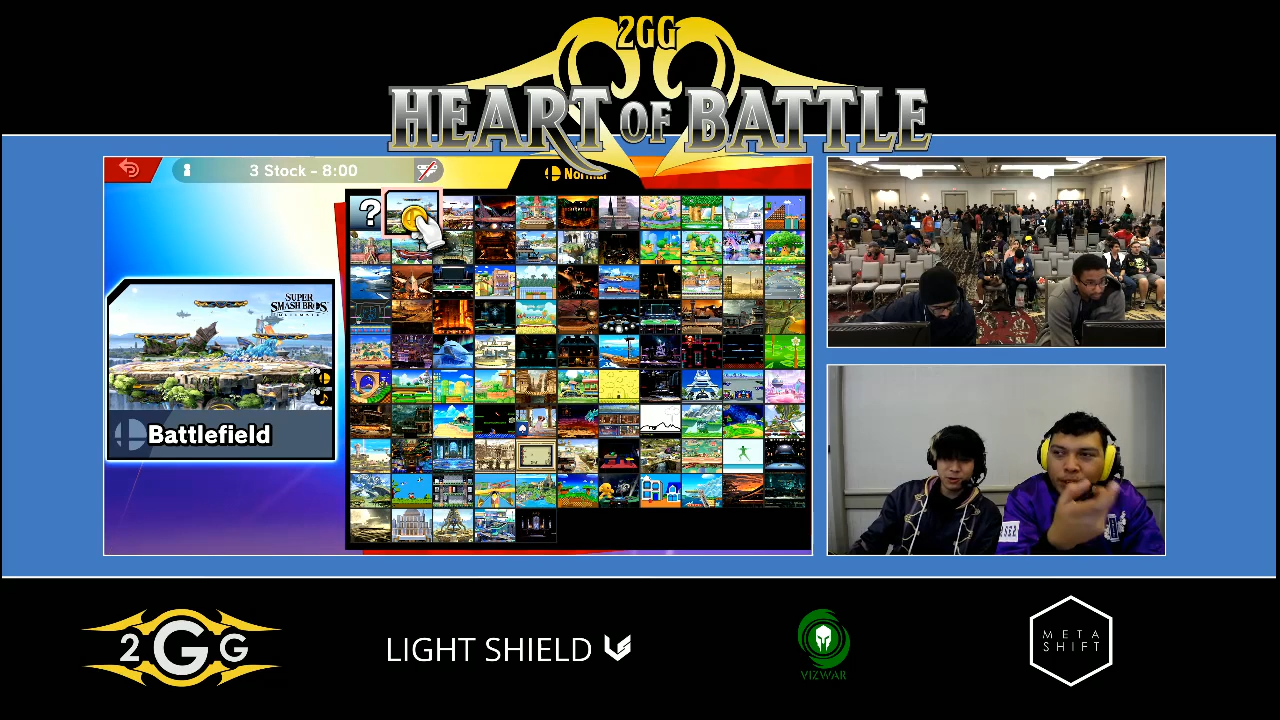 2GG
HEART OF BATTLE
3 Stock - 8:00
Normal
?
SUPER
SMASH BROS.
ULTIMATE
Battlefield
2GG
LIGHT SHIELD
VIZWAR
META
SHIFT